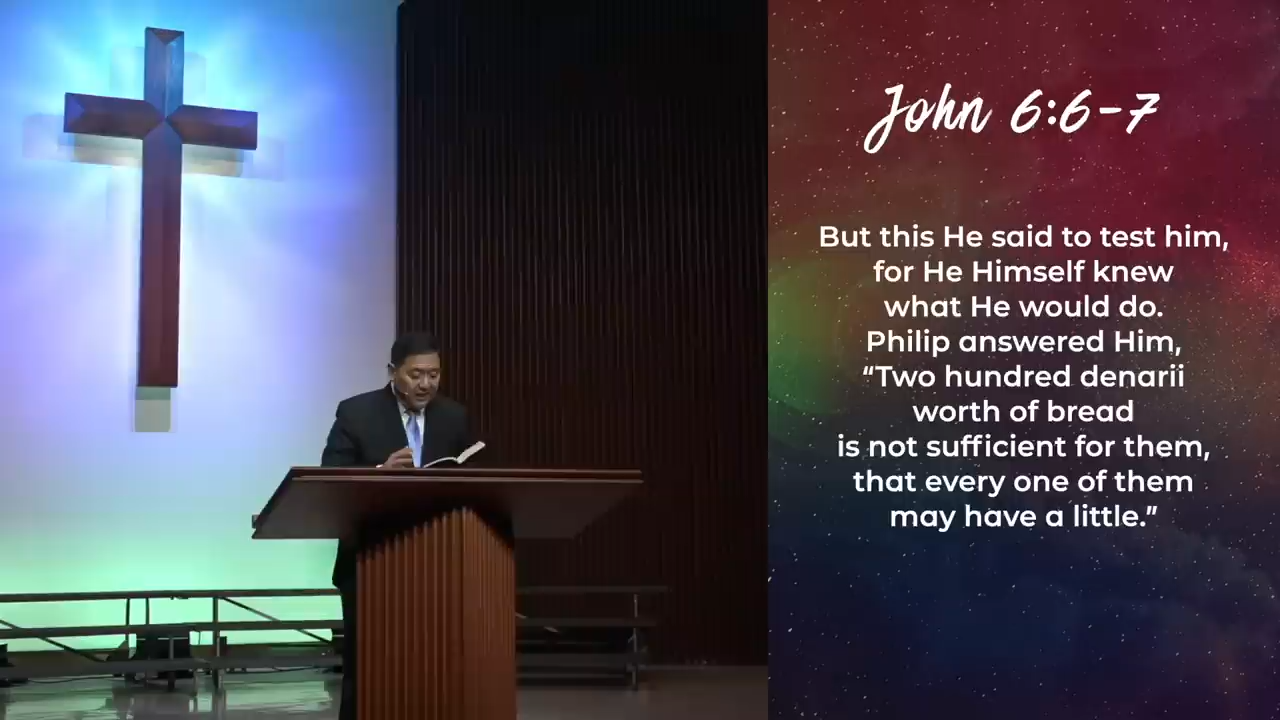 John 6:6-7
But this He said to test him,
for He Himself knew
what He would do.
Philip answered Him,
“Two hundred denarii
worth of bread
is not sufficient for them,
that every one of them
may have a little.”